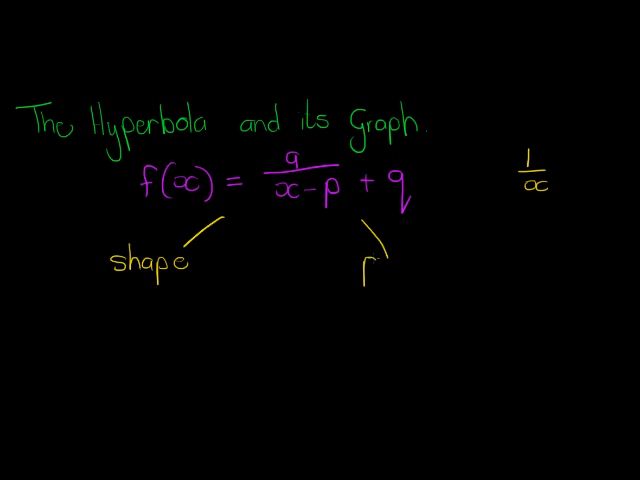 The Hyperbola and its Graph.
f(x) = a/(x-p) + q
1/x
shape